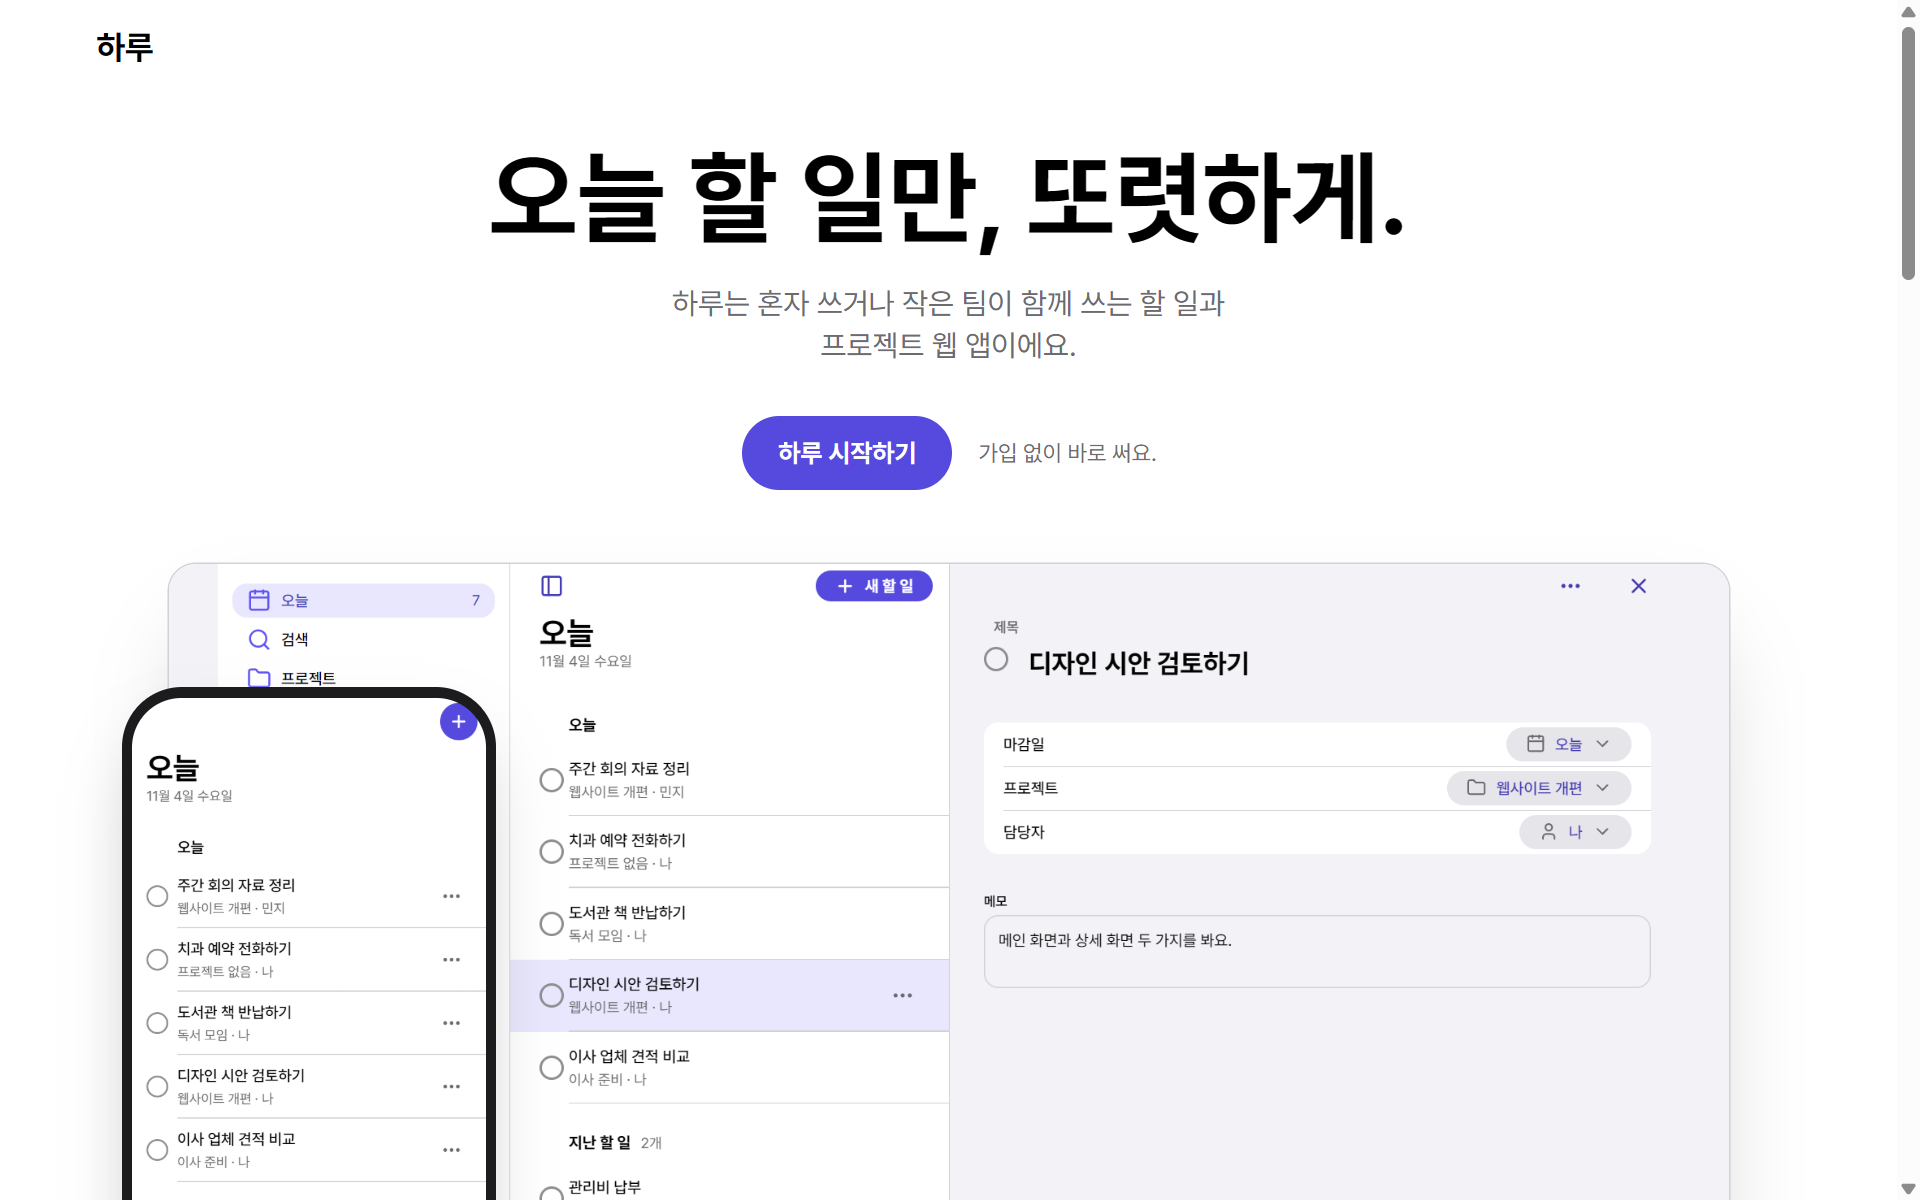 하루
오늘 할 일만, 또렷하게.
하루는 혼자 쓰거나 작은 팀이 함께 쓰는 할 일과
프로젝트 웹 앱이에요.
하루 시작하기
가입 없이 바로 써요.
오늘 7
검색
프로젝트
새 할 일
오늘
11월 4일 수요일
오늘
주간 회의 자료 정리
웹사이트 개편 · 민지
치과 예약 전화하기
프로젝트 없음 · 나
도서관 책 반납하기
독서 모임 · 나
디자인 시안 검토하기
웹사이트 개편 · 나
이사 업체 견적 비교
이사 준비 · 나
지난 할 일 2개
관리비 납부
제목
디자인 시안 검토하기
마감일 오늘
프로젝트 웹사이트 개편
담당자 나
메모
메인 화면과 상세 화면 두 가지를 봐요.
오늘
11월 4일 수요일
오늘
주간 회의 자료 정리
웹사이트 개편 · 민지
치과 예약 전화하기
프로젝트 없음 · 나
도서관 책 반납하기
독서 모임 · 나
디자인 시안 검토하기
웹사이트 개편 · 나
이사 업체 견적 비교
이사 준비 · 나